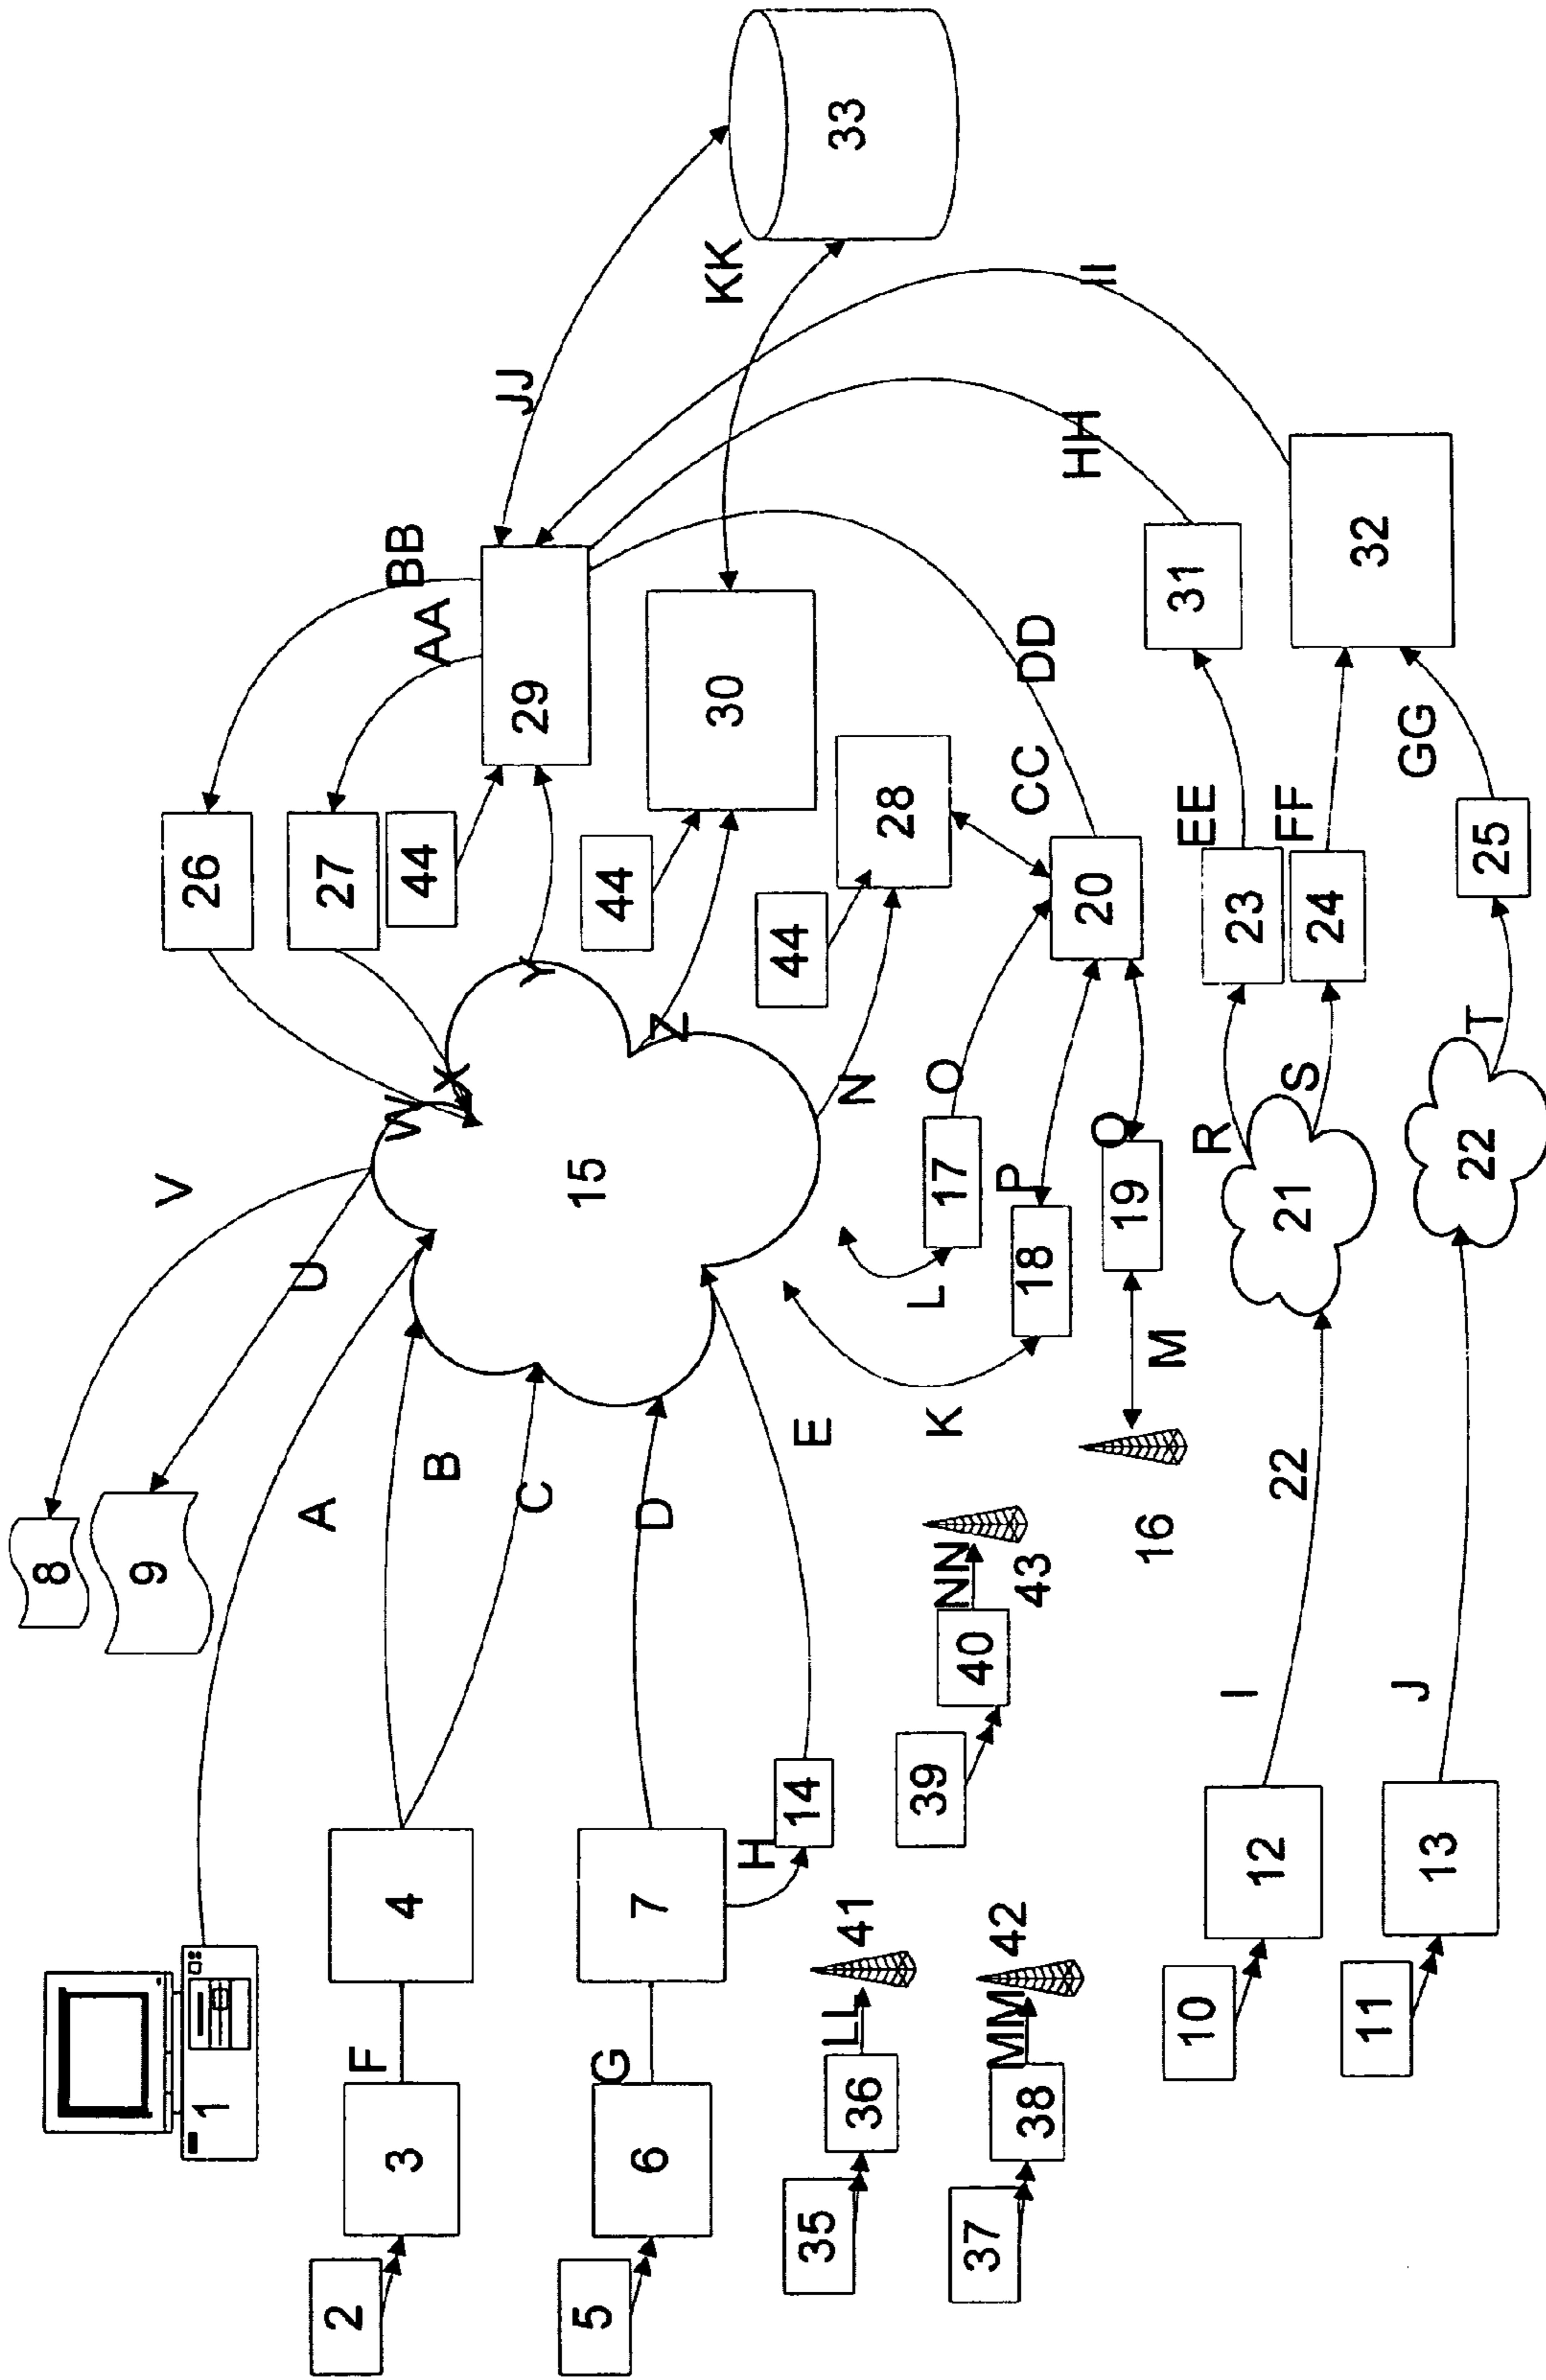 8
9
V
26
1
A
U
27
2
F
W
44
BB
3
4
B
X
AA
C
Y
29
JJ
15
5
G
44
6
7
D
Z
30
KK
H
44
14
E
35
LL
36
41
N
28
33
39
K
L
17
O
NN
40
37
MM
42
43
P
18
CC
DD
38
20
HH
II
Q
19
16
M
10
I
R
EE
31
12
23
22
21
S
FF
24
11
J
32
13
22
T
25
GG